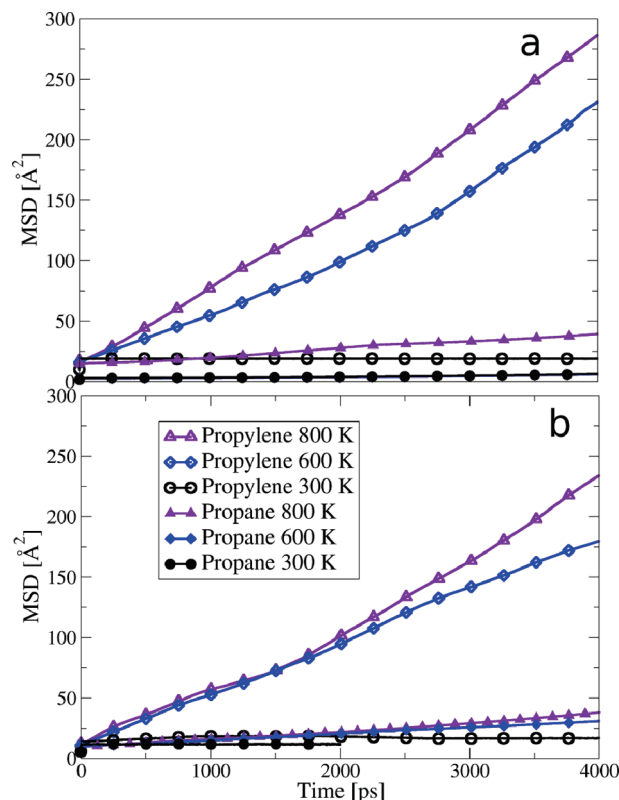 300
a
250
200
MSD [Å²]
150
100
50
0
300
b
Propylene 800 K
250
Propylene 600 K
Propylene 300 K
200
Propane 800 K
Propane 600 K
MSD [Å²]
150
Propane 300 K
100
50
0
0 1000 2000 3000 4000
Time [ps]